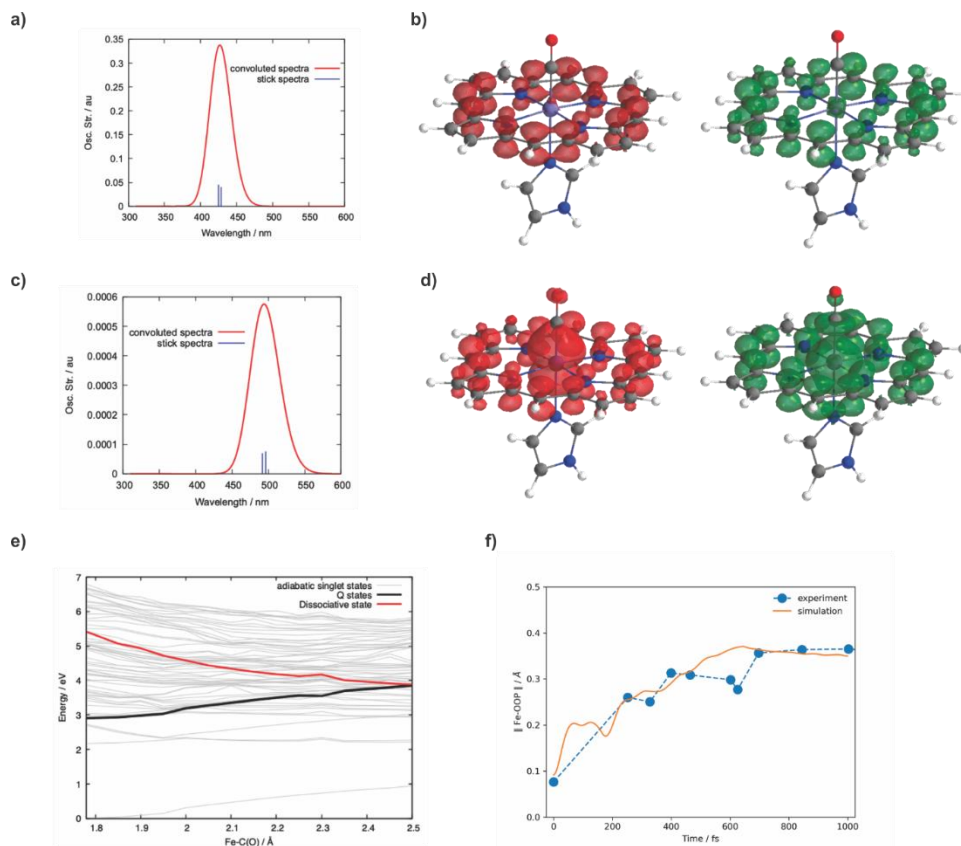 a)
0.35
0.3
0.25
0.2
0.15
0.1
0.05
0
Osc. Str. / au
convoluted spectra
stick spectra
300 350 400 450 500 550 600
Wavelength / nm
b)
c)
0.0006
0.0005
0.0004
0.0003
0.0002
0.0001
0
Osc. Str. / au
convoluted spectra
stick spectra
300 350 400 450 500 550 600
Wavelength / nm
d)
e)
7
6
5
4
3
2
1
0
Energy / eV
adiabatic singlet states
Q states
Dissociative state
1.8 1.9 2 2.1 2.2 2.3 2.4 2.5
Fe-C(O) / Å
f)
0.5
0.4
0.3
0.2
0.1
0.0
‖ Fe-OOP ‖ / Å
experiment
simulation
0 200 400 600 800 1000
Time / fs